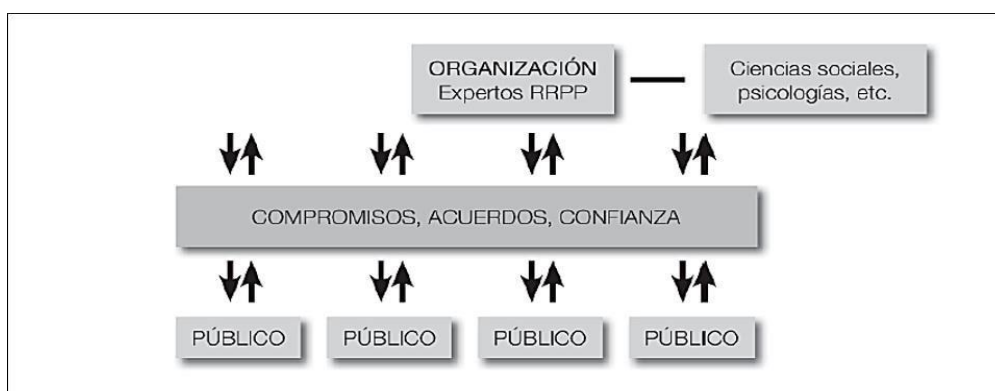 ORGANIZACIÓN
Expertos RRPP
Ciencias sociales,
psicologías, etc.
COMPROMISOS, ACUERDOS, CONFIANZA
PÚBLICO
PÚBLICO
PÚBLICO
PÚBLICO